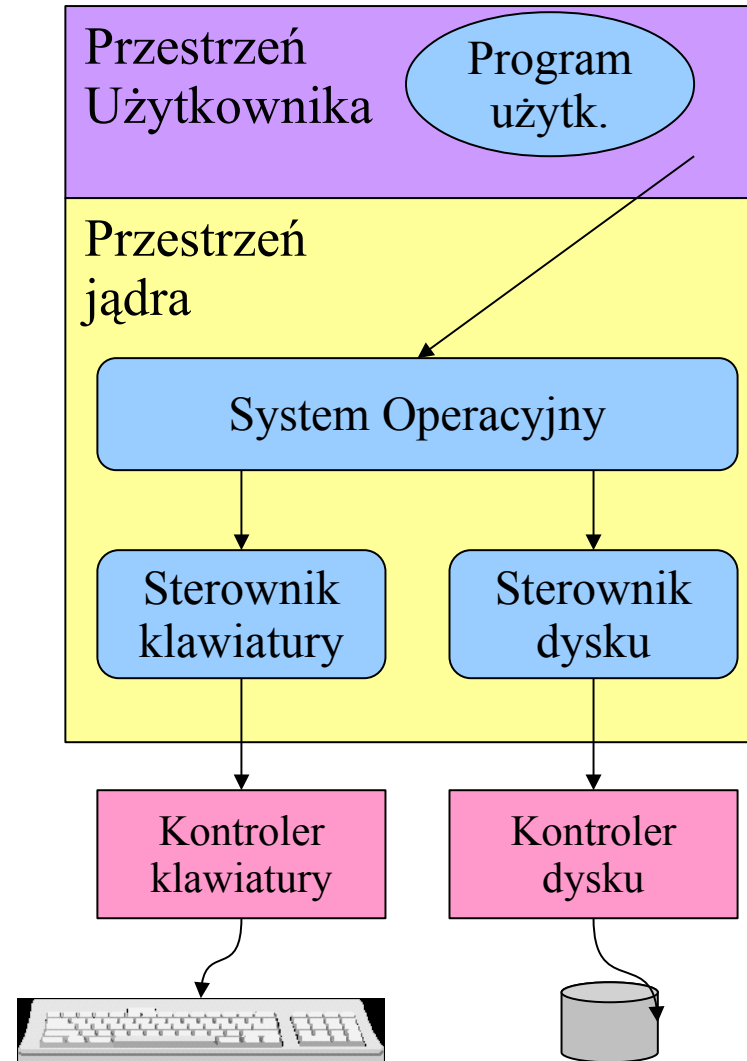 Przestrzeń
Użytkownika
Program
użytk.
Przestrzeń
jądra
System Operacyjny
Sterownik
klawiatury
Sterownik
dysku
Kontroler
klawiatury
Kontroler
dysku